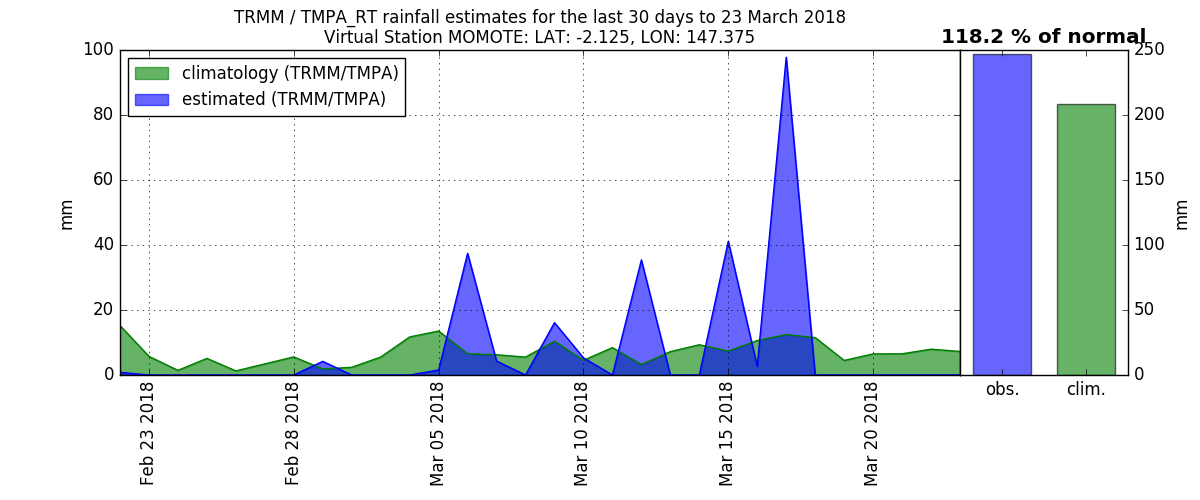 TRMM / TMPA_RT rainfall estimates for the last 30 days to 23 March 2018
Virtual Station MOMOTE: LAT: -2.125, LON: 147.375
118.2 % of normal
climatology (TRMM/TMPA)
estimated (TRMM/TMPA)
100
80
60
40
20
0
mm
Feb 23 2018
Feb 28 2018
Mar 05 2018
Mar 10 2018
Mar 15 2018
Mar 20 2018
obs.
clim.
250
200
150
100
50
0
mm